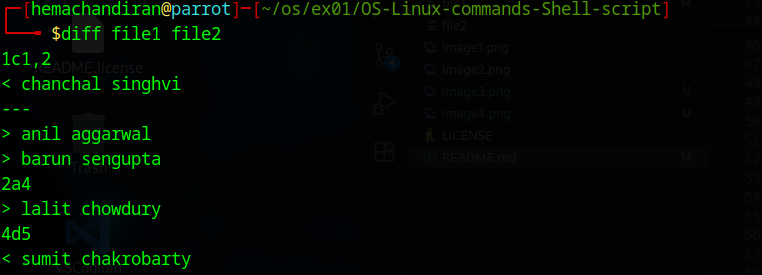 ┌─[hemachandiran@parrot]─[~/os/ex01/OS-Linux-commands-Shell-script]
└──╼ $diff file1 file2
1c1,2
< chanchal singhvi
---
> anil aggarwal
> barun sengupta
2a4
> lalit chowdury
4d5
< sumit chakrobarty
file2
image1.png
image2.png
image3.png U
image4.png U
LICENSE
README.md M
README.license
Trash
VSCodium
4